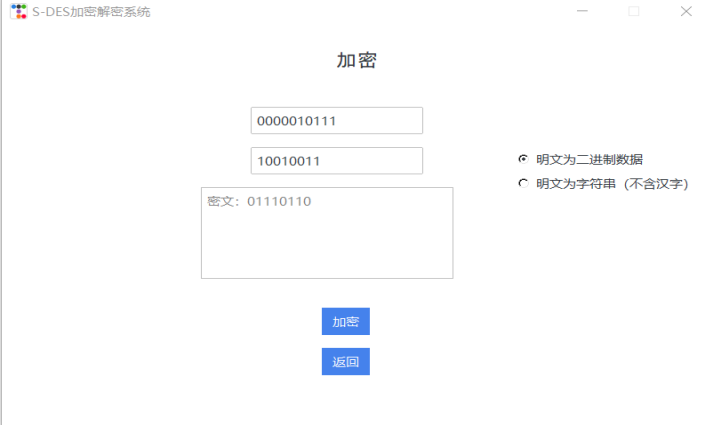 S-DES加密解密系统
加密
0000010111
10010011
明文为二进制数据
明文为字符串（不含汉字）
密文：01110110
加密
返回